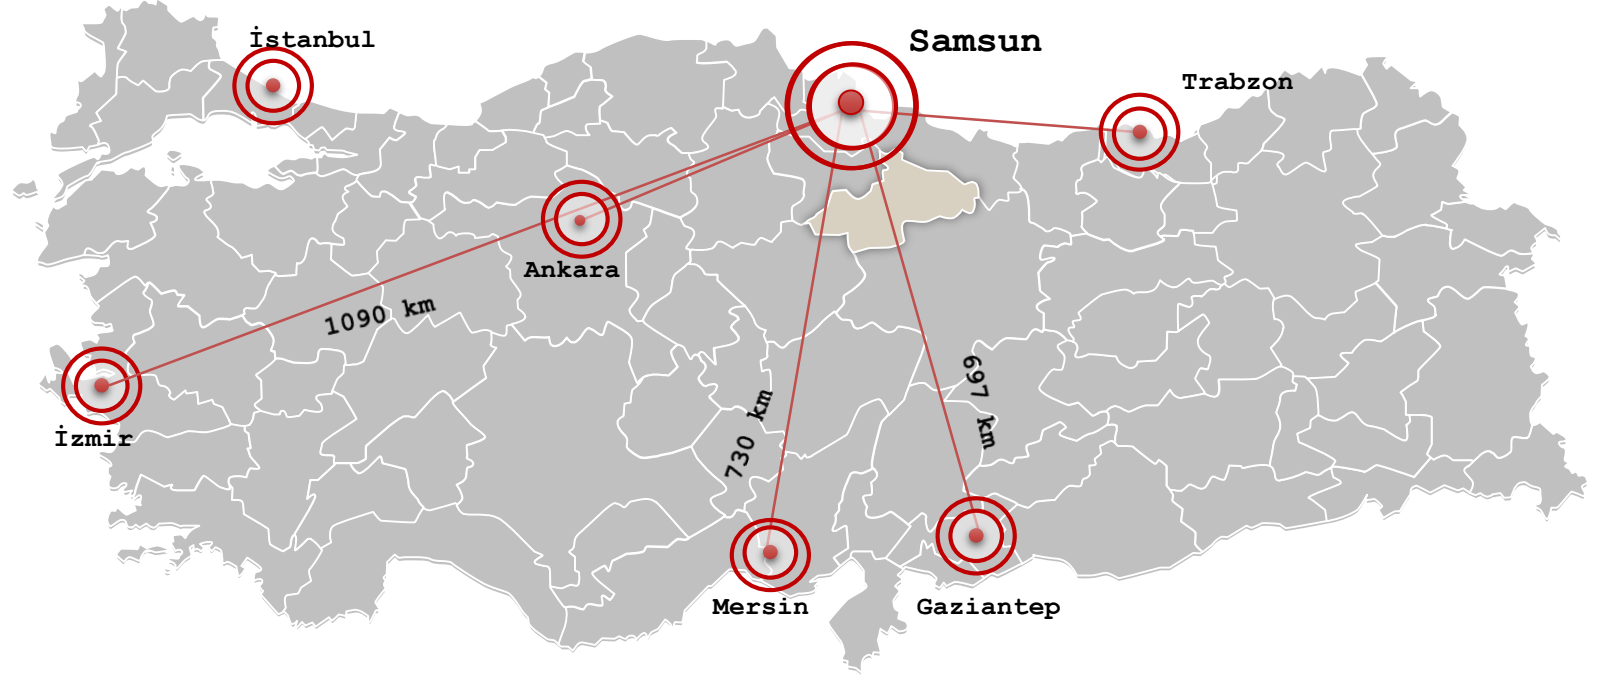 İstanbul
Samsun
Trabzon
Ankara
1090 km
697 km
730 km
İzmir
Mersin
Gaziantep